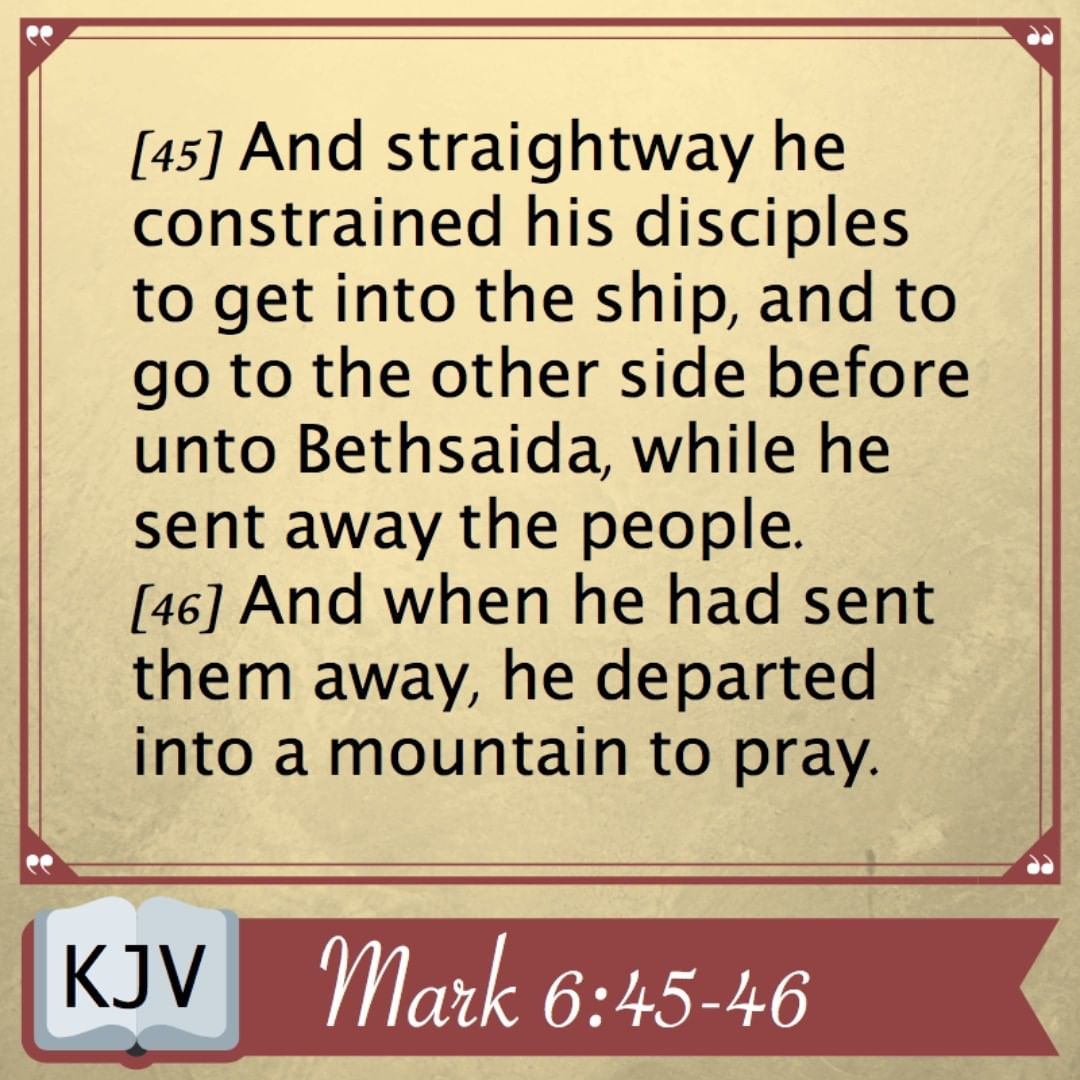 [45] And straightway he
constrained his disciples
to get into the ship, and to
go to the other side before
unto Bethsaida, while he
sent away the people.
[46] And when he had sent
them away, he departed
into a mountain to pray.
KJV
Mark 6:45-46